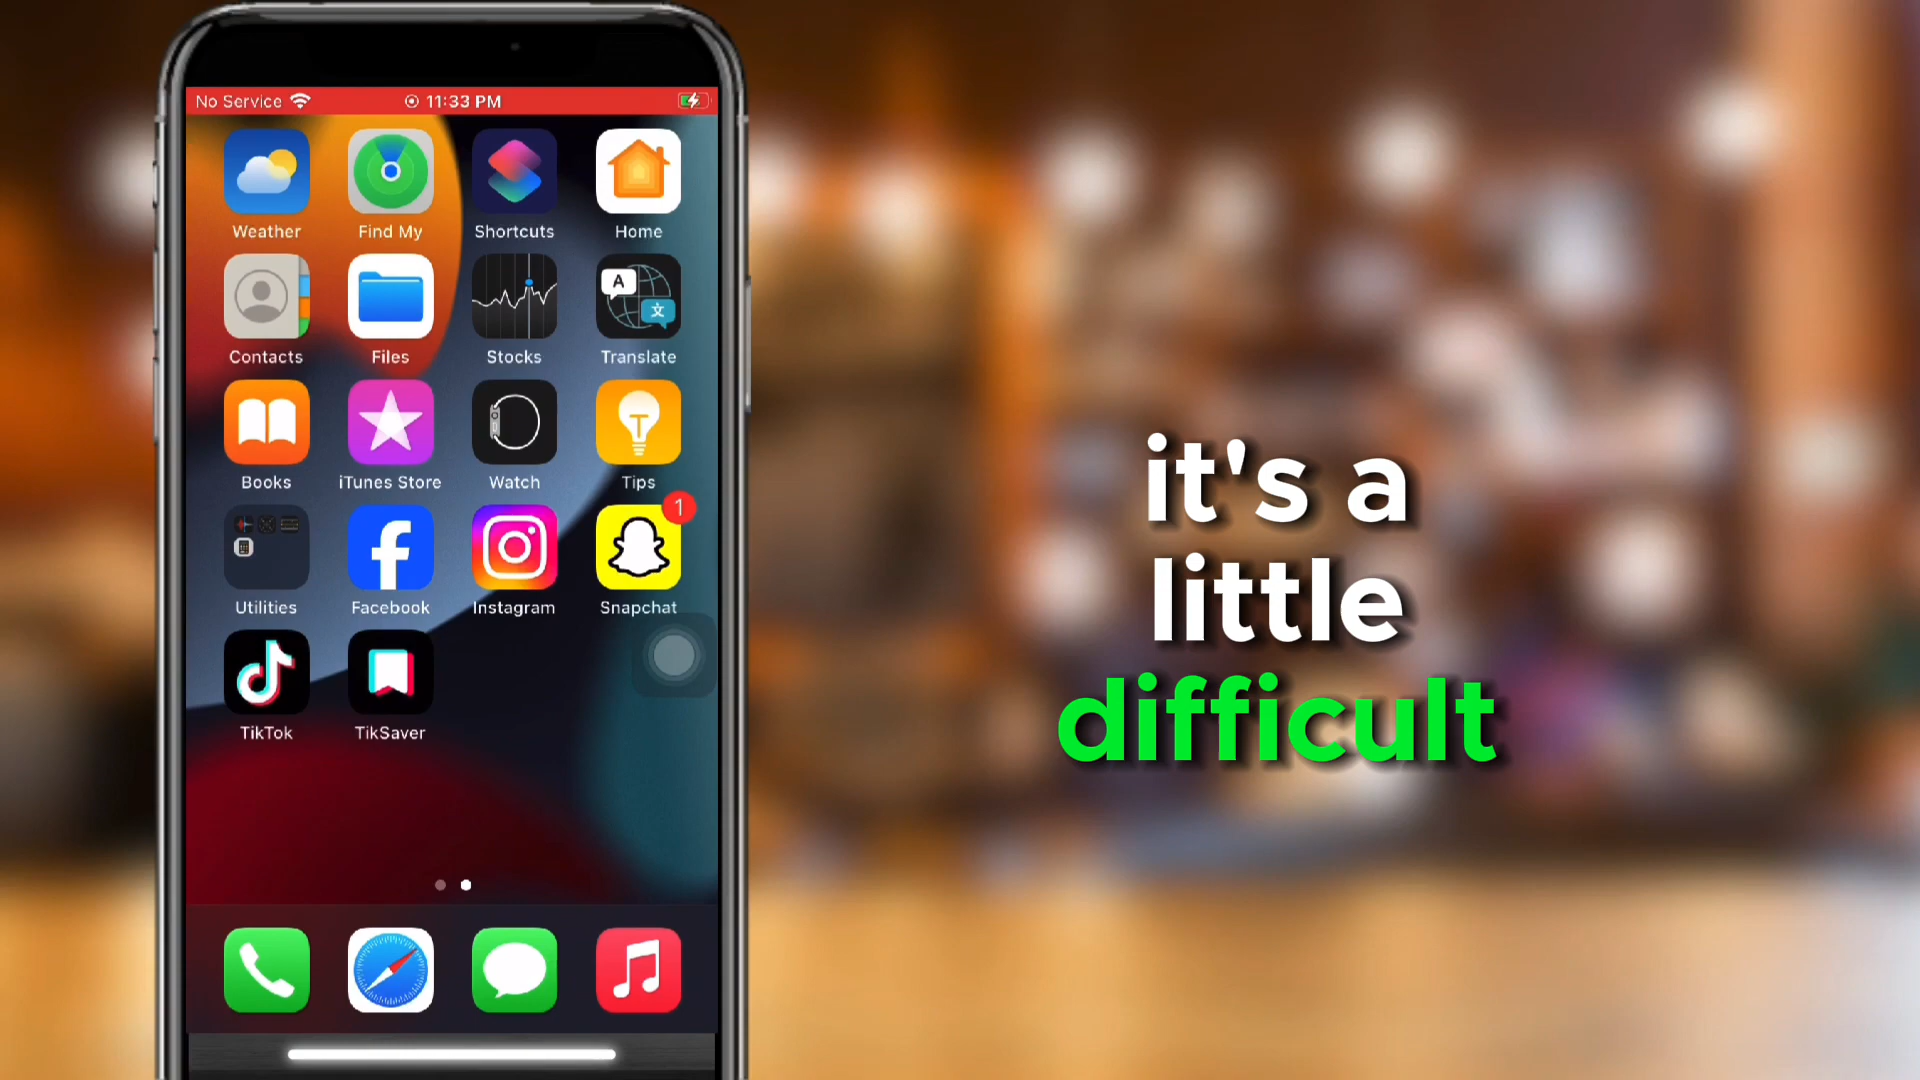 No Service 11:33 PM
Weather Find My Shortcuts Home
A
文
Contacts Files Stocks Translate
Books iTunes Store Watch Tips
1
Utilities Facebook Instagram Snapchat
TikTok TikSaver
it's a
little
difficult